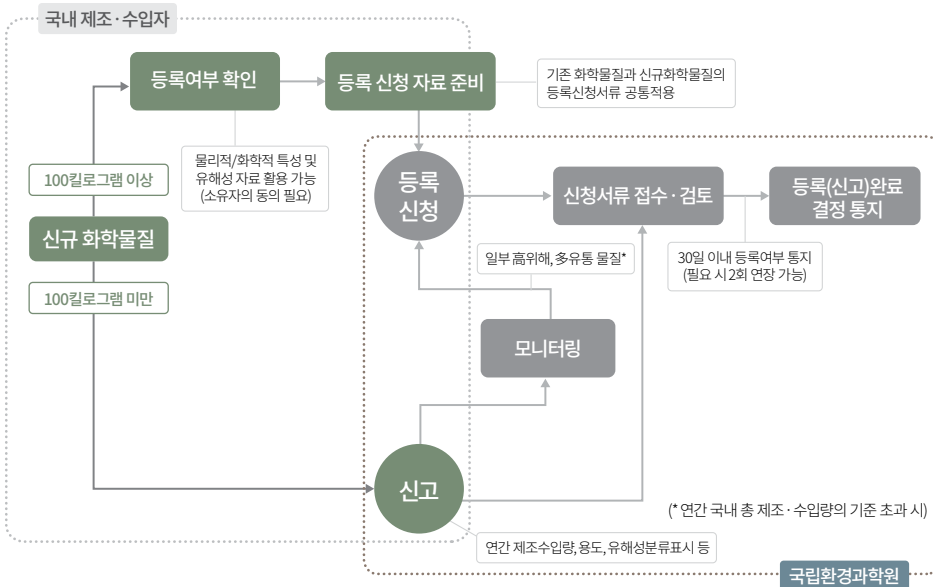 국내 제조·수입자
등록여부 확인
등록 신청 자료 준비
기존 화학물질과 신규화학물질의
등록신청서류 공통적용
물리적/화학적 특성 및
유해성 자료 활용 가능
(소유자의 동의 필요)
100킬로그램 이상
신규 화학물질
100킬로그램 미만
등록
신청
신청서류 접수·검토
등록(신고)완료
결정 통지
일부 高위해, 多유통 물질*
30일 이내 등록여부 통지
(필요 시 2회 연장 가능)
모니터링
신고
(* 연간 국내 총 제조·수입량의 기준 초과 시)
연간 제조수입량, 용도, 유해성분류표시 등
국립환경과학원